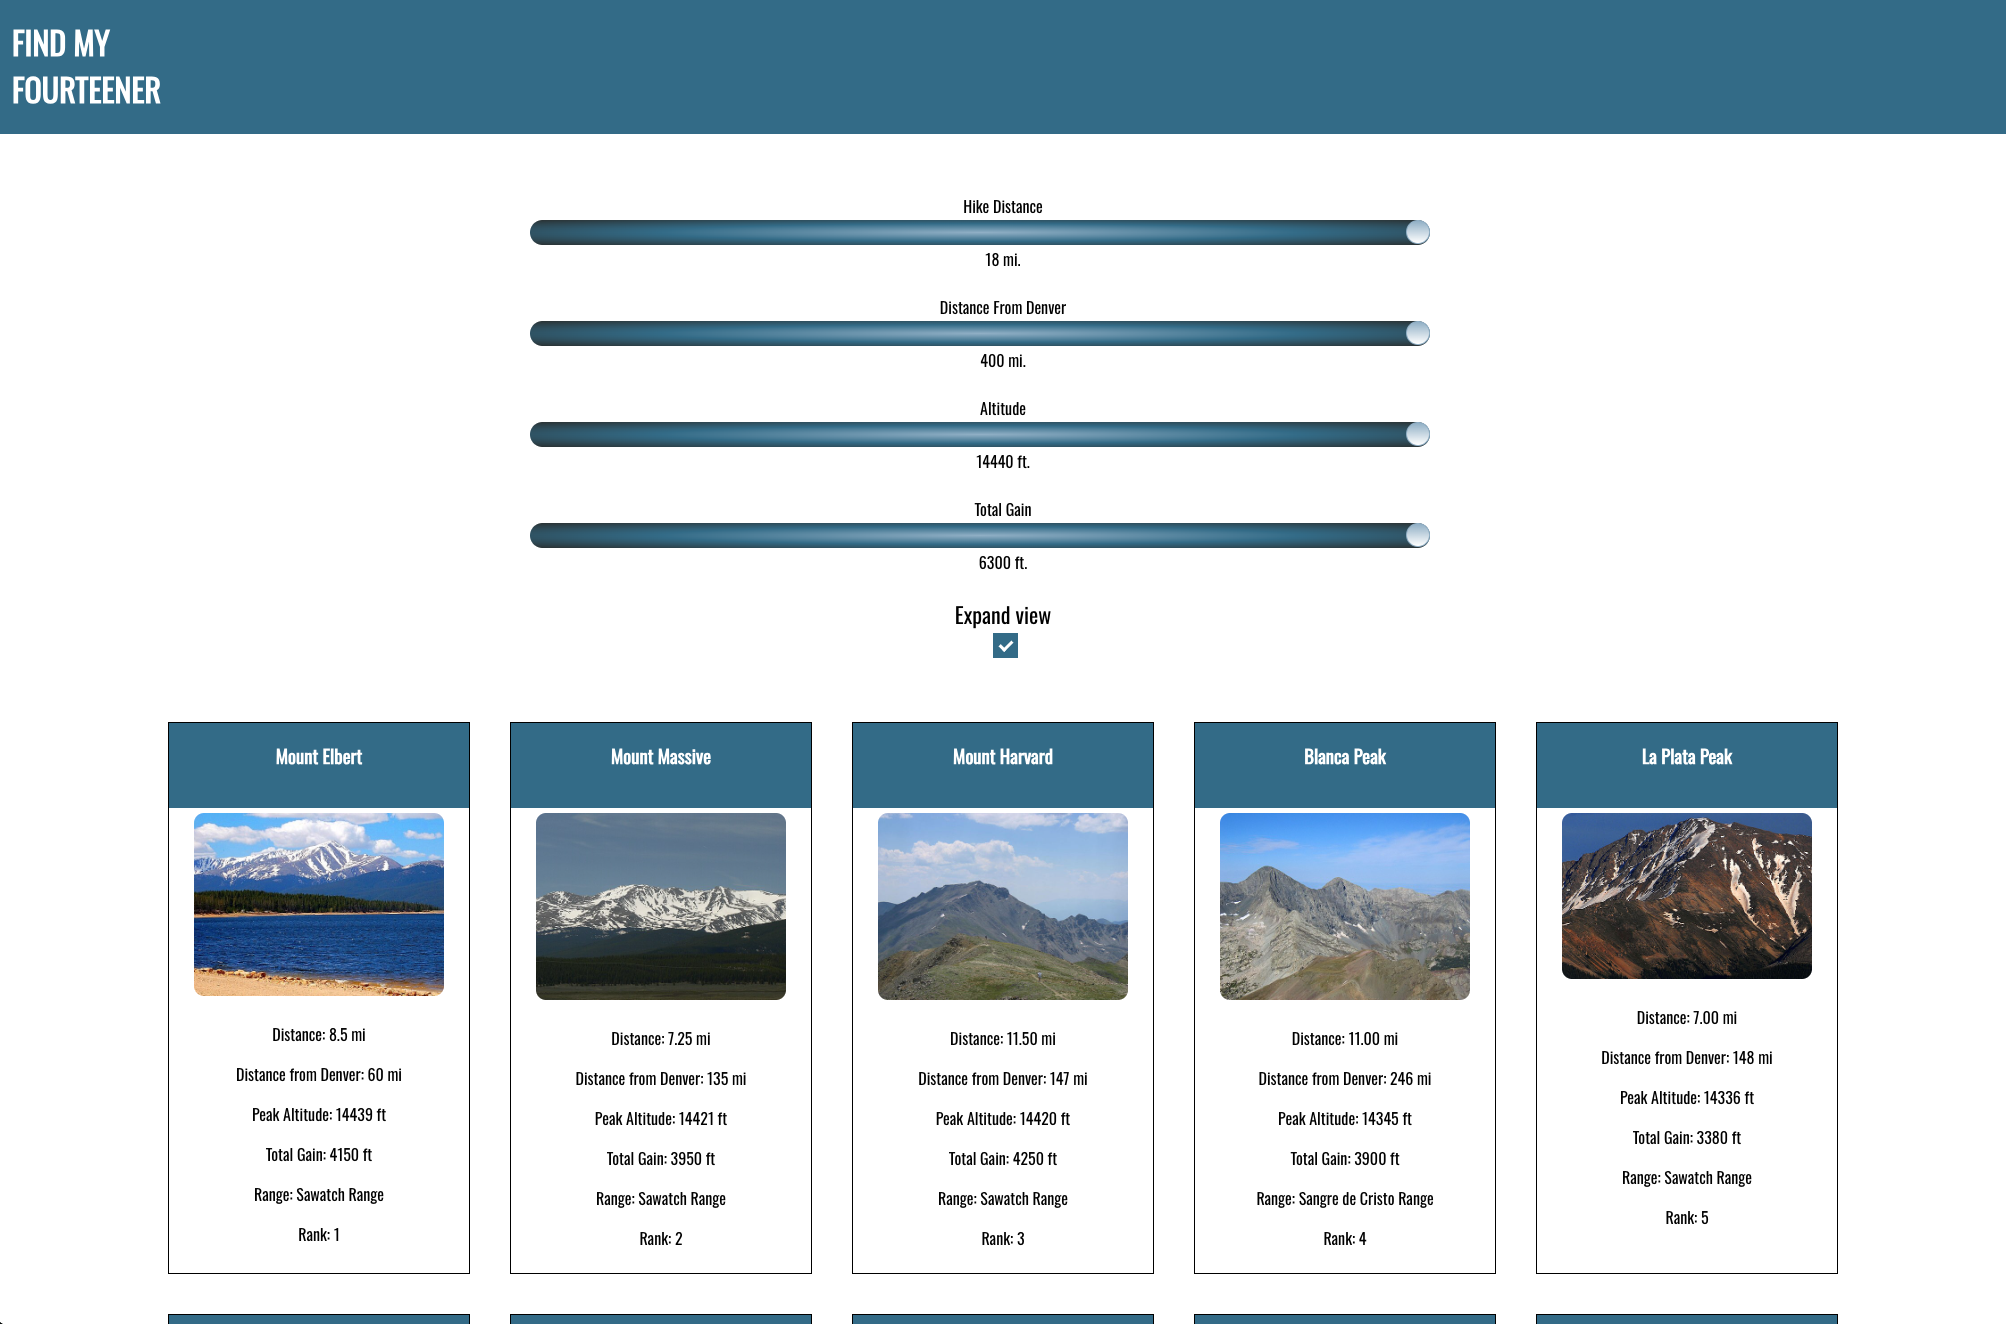 FIND MY
FOURTEENER
Hike Distance
18 mi.
Distance From Denver
400 mi.
Altitude
14440 ft.
Total Gain
6300 ft.
Expand view
Mount Elbert
Distance: 8.5 mi
Distance from Denver: 60 mi
Peak Altitude: 14439 ft
Total Gain: 4150 ft
Range: Sawatch Range
Rank: 1
Mount Massive
Distance: 7.25 mi
Distance from Denver: 135 mi
Peak Altitude: 14421 ft
Total Gain: 3950 ft
Range: Sawatch Range
Rank: 2
Mount Harvard
Distance: 11.50 mi
Distance from Denver: 147 mi
Peak Altitude: 14420 ft
Total Gain: 4250 ft
Range: Sawatch Range
Rank: 3
Blanca Peak
Distance: 11.00 mi
Distance from Denver: 246 mi
Peak Altitude: 14345 ft
Total Gain: 3900 ft
Range: Sangre de Cristo Range
Rank: 4
La Plata Peak
Distance: 7.00 mi
Distance from Denver: 148 mi
Peak Altitude: 14336 ft
Total Gain: 3380 ft
Range: Sawatch Range
Rank: 5